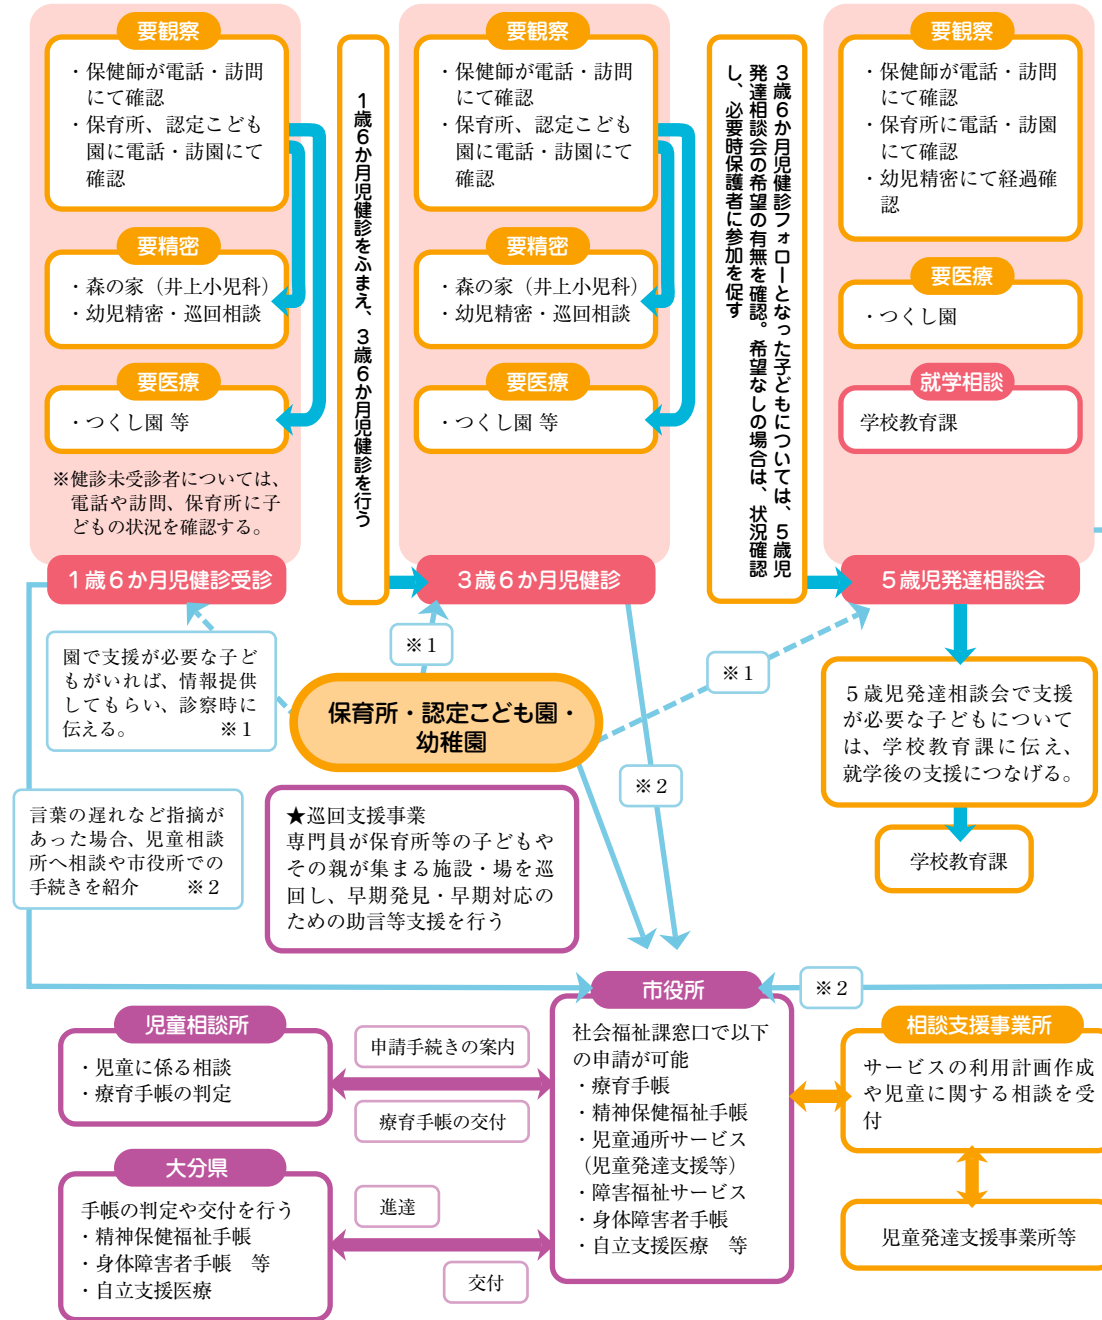 要観察
・保健師が電話・訪問
にて確認
・保育所、認定こども
園に電話・訪園にて
確認
要精密
・森の家（井上小児科）
・幼児精密・巡回相談
要医療
・つくし園 等
※健診未受診者については、
電話や訪問、保育所に子
どもの状況を確認する。
1歳6か月児健診受診
1歳6か月児健診をふまえ、3歳6か月児健診を行う
要観察
・保健師が電話・訪問
にて確認
・保育所、認定こども
園に電話・訪園にて
確認
要精密
・森の家（井上小児科）
・幼児精密・巡回相談
要医療
・つくし園 等
3歳6か月児健診
3歳6か月児健診フォローとなった子どもについては、5歳児
発達相談会の希望の有無を確認。希望なしの場合は、状況確認
し、必要時保護者に参加を促す
要観察
・保健師が電話・訪問
にて確認
・保育所に電話・訪園
にて確認
・幼児精密にて経過確
認
要医療
・つくし園
就学相談
学校教育課
5歳児発達相談会
園で支援が必要な子ど
もがいれば、情報提供
してもらい、診察時に
伝える。 ※1
※1
※1
保育所・認定こども園・
幼稚園
5歳児発達相談会で支援
が必要な子どもについて
は、学校教育課に伝え、
就学後の支援につなげる。
学校教育課
言葉の遅れなど指摘が
あった場合、児童相談
所へ相談や市役所での
手続きを紹介 ※2
★巡回支援事業
専門員が保育所等の子どもや
その親が集まる施設・場を巡
回し、早期発見・早期対応の
ための助言等支援を行う
※2
※2
市役所
社会福祉課窓口で以下
の申請が可能
・療育手帳
・精神保健福祉手帳
・児童通所サービス
（児童発達支援等）
・障害福祉サービス
・身体障害者手帳
・自立支援医療 等
児童相談所
・児童に係る相談
・療育手帳の判定
申請手続きの案内
療育手帳の交付
大分県
手帳の判定や交付を行う
・精神保健福祉手帳
・身体障害者手帳 等
・自立支援医療
進達
交付
相談支援事業所
サービスの利用計画作成
や児童に関する相談を受
付
児童発達支援事業所等